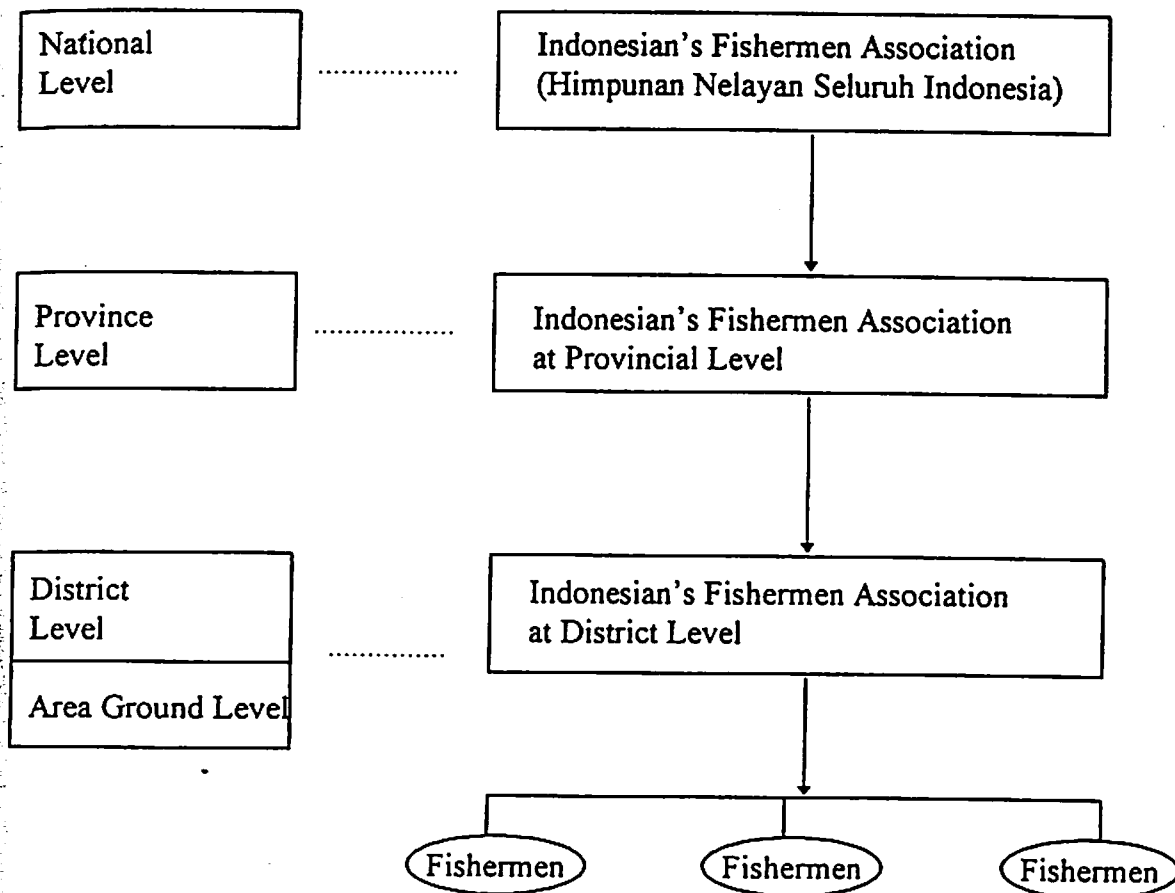 National
Level
Indonesian's Fishermen Association
(Himpunan Nelayan Seluruh Indonesia)
Province
Level
Indonesian's Fishermen Association
at Provincial Level
District
Level
Indonesian's Fishermen Association
at District Level
Area Ground Level
Fishermen
Fishermen
Fishermen